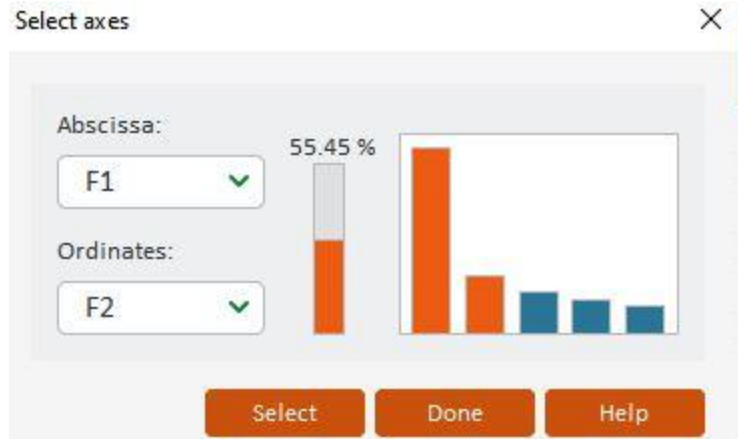 Select axes
Abscissa:
F1
55.45 %
Ordinates:
F2
Select
Done
Help